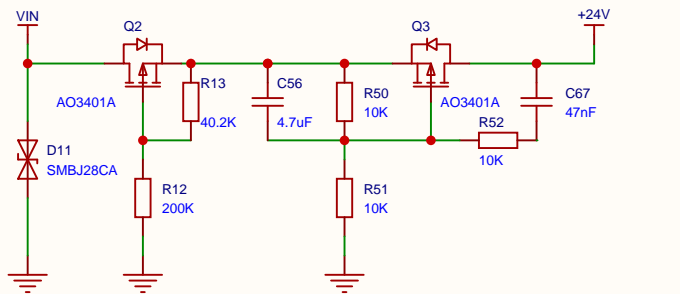 VIN
+24V
Q2
Q3
AO3401A
R13
40.2K
C56
4.7uF
R50
10K
AO3401A
C67
47nF
R52
10K
D11
SMBJ28CA
R12
200K
R51
10K